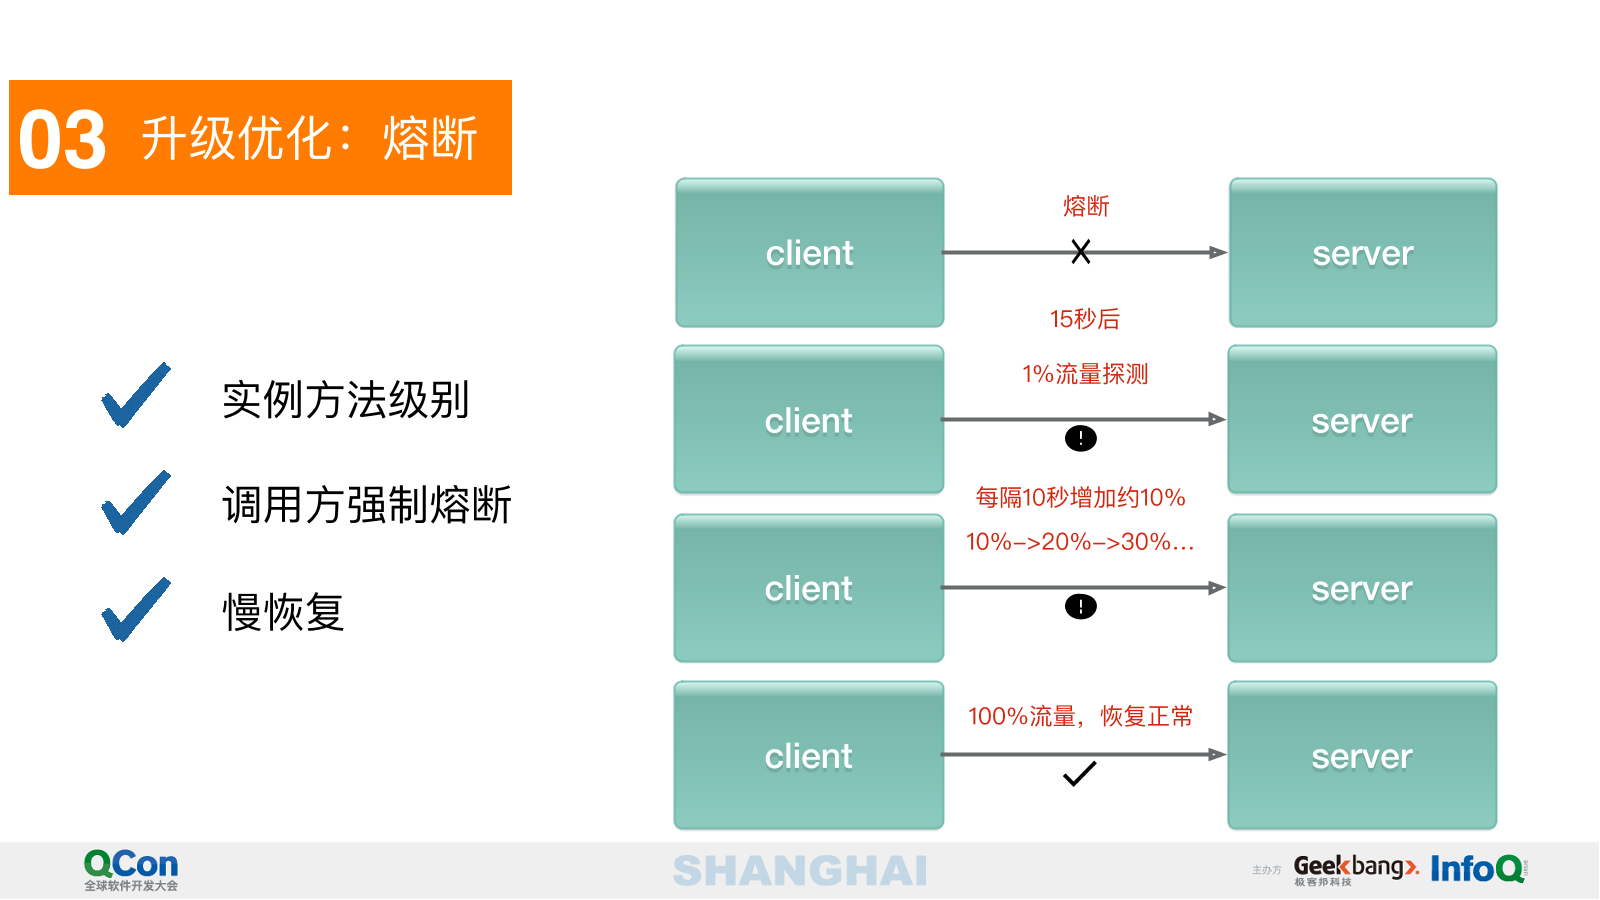 03 升级优化：熔断
实例方法级别
调用方强制熔断
慢恢复
client
熔断
X
server
15秒后
client
1%流量探测
!
server
每隔10秒增加约10%
10%->20%->30%...
client
!
server
100%流量，恢复正常
client
server
QCon
全球软件开发大会
SHANGHAI
主办方
Geekbang>.
极客邦科技
InfoQ